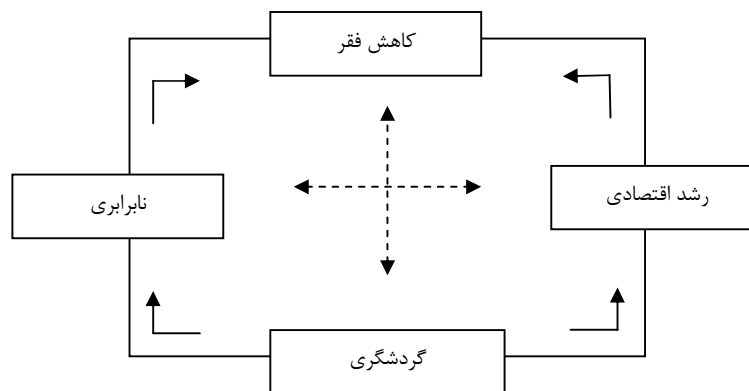 کاهش فقر
رشد اقتصادی
نابرابری
گردشگری